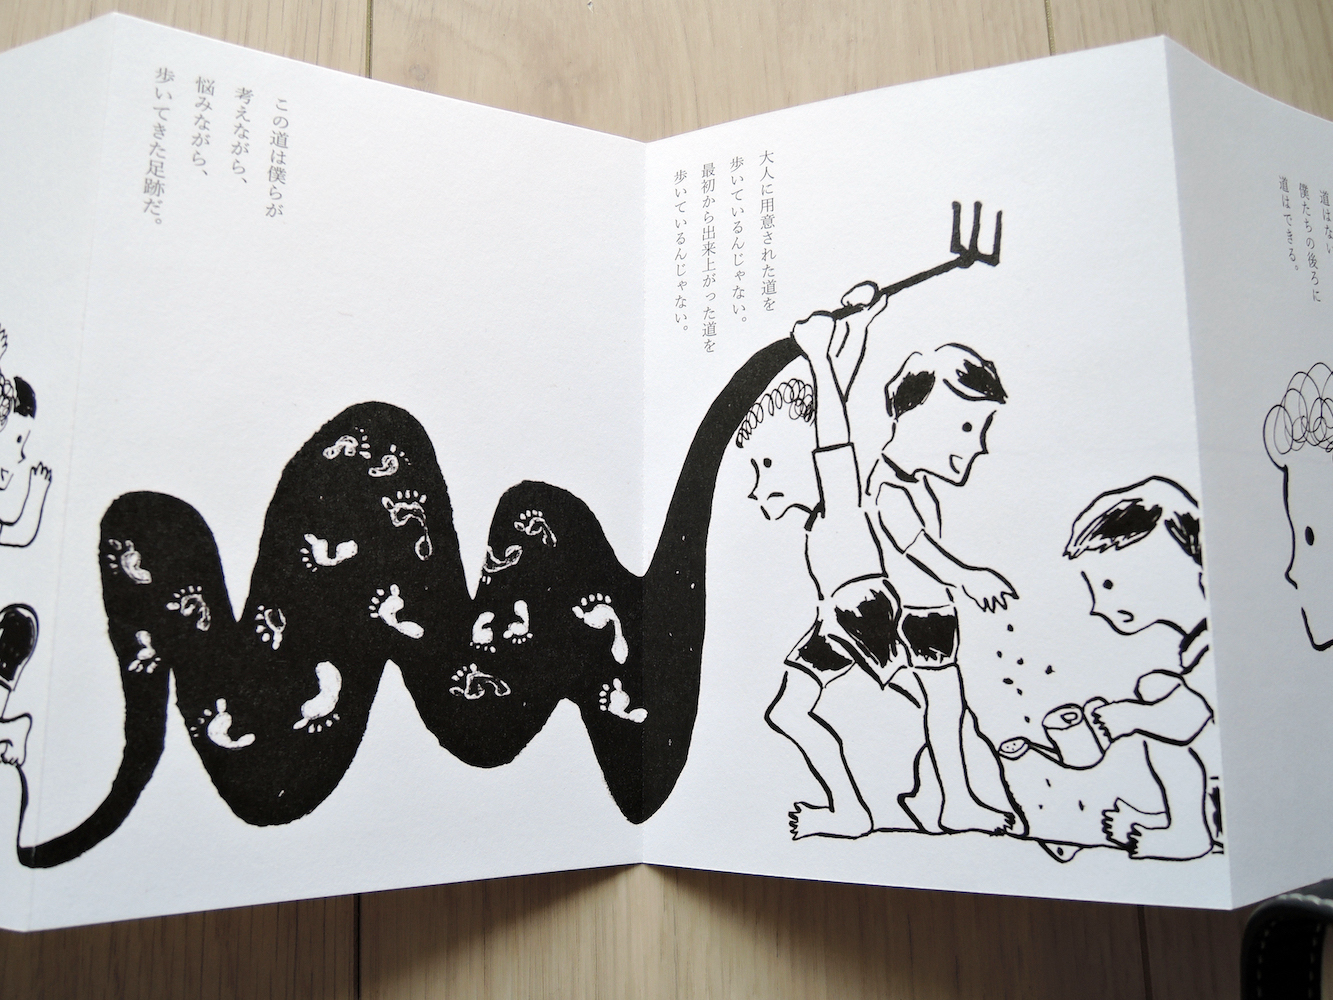 道はない
僕たちの後ろに
道はできる。
大人に用意された道を
歩いているんじゃない。
最初から出来上がった道を
歩いているんじゃない。
この道は僕らが
考えながら、
悩みながら、
歩いてきた足跡だ。